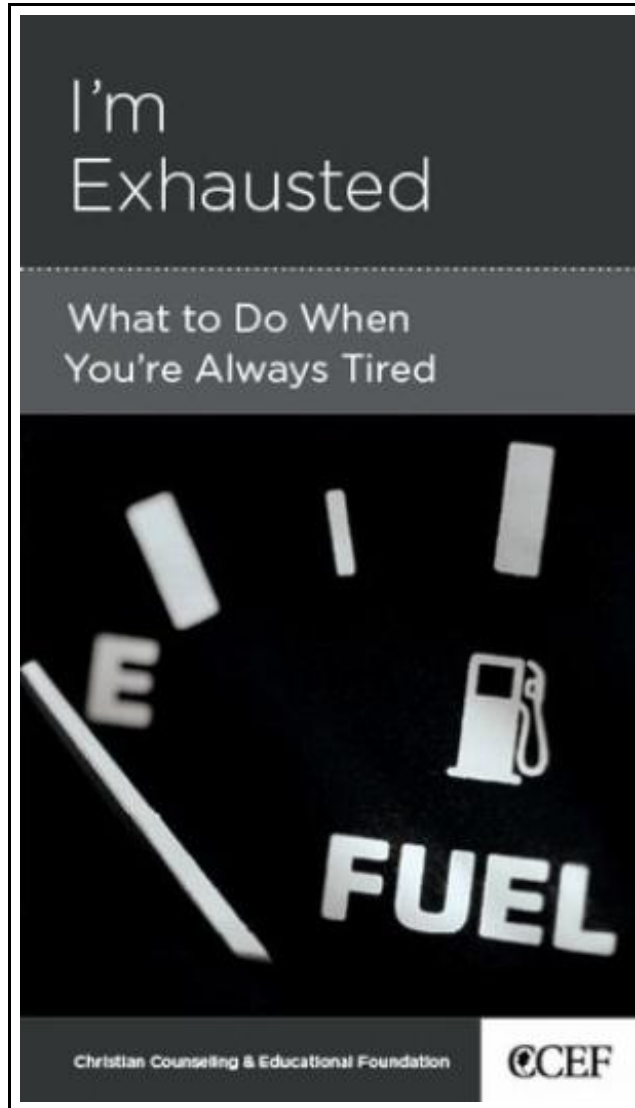 I'm
Exhausted
What to Do When
You're Always Tired
E
FUEL
Christian Counseling & Educational Foundation
CCEF